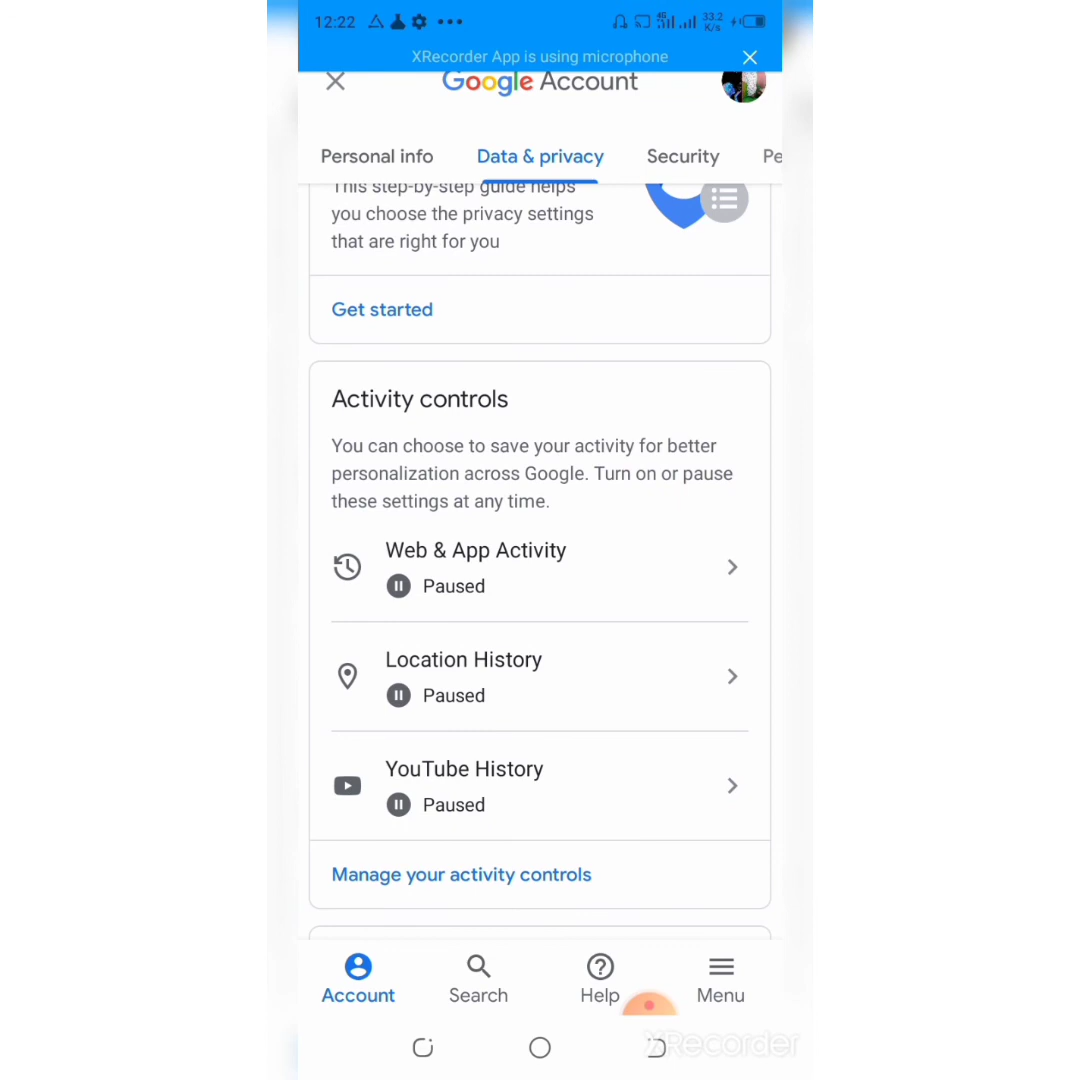 12:22 4G 33.2 K/s
XRecorder App is using microphone
Google Account
Personal info Data & privacy Security Pe
This step-by-step guide helps
you choose the privacy settings
that are right for you
Get started
Activity controls
You can choose to save your activity for better
personalization across Google. Turn on or pause
these settings at any time.
Web & App Activity
Paused
Location History
Paused
YouTube History
Paused
Manage your activity controls
Account Search Help Menu
XRecorder